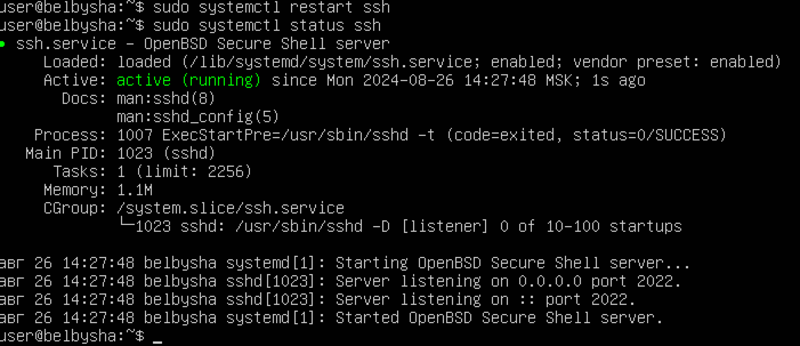 user@belbysha:~$ sudo systemctl restart ssh
user@belbysha:~$ sudo systemctl status ssh
● ssh.service - OpenBSD Secure Shell server
Loaded: loaded (/lib/systemd/system/ssh.service; enabled; vendor preset: enabled)
Active: active (running) since Mon 2024-08-26 14:27:48 MSK; 1s ago
Docs: man:sshd(8)
man:sshd_config(5)
Process: 1007 ExecStartPre=/usr/sbin/sshd -t (code=exited, status=0/SUCCESS)
Main PID: 1023 (sshd)
Tasks: 1 (limit: 2256)
Memory: 1.1M
CGroup: /system.slice/ssh.service
└─1023 sshd: /usr/sbin/sshd -D [listener] 0 of 10-100 startups
авг 26 14:27:48 belbysha systemd[1]: Starting OpenBSD Secure Shell server...
авг 26 14:27:48 belbysha sshd[1023]: Server listening on 0.0.0.0 port 2022.
авг 26 14:27:48 belbysha sshd[1023]: Server listening on :: port 2022.
авг 26 14:27:48 belbysha systemd[1]: Started OpenBSD Secure Shell server.
user@belbysha:~$ _